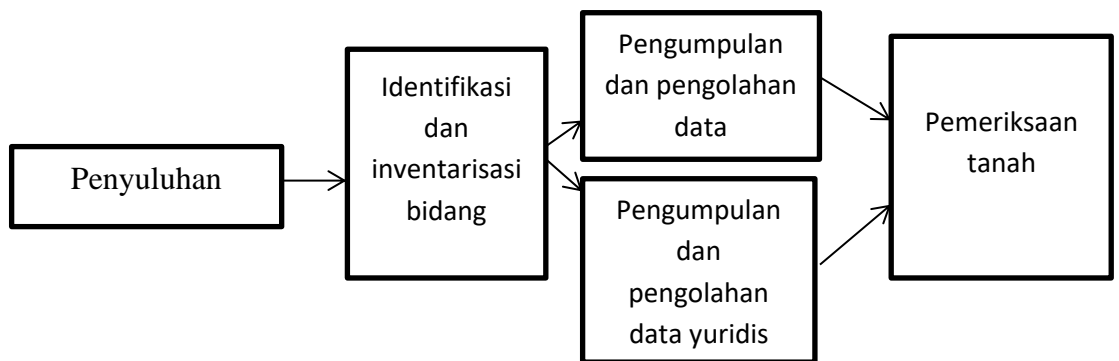 Penyuluhan
Identifikasi
dan
inventarisasi
bidang
Pengumpulan
dan pengolahan
data
Pengumpulan
dan
pengolahan
data yuridis
Pemeriksaan
tanah